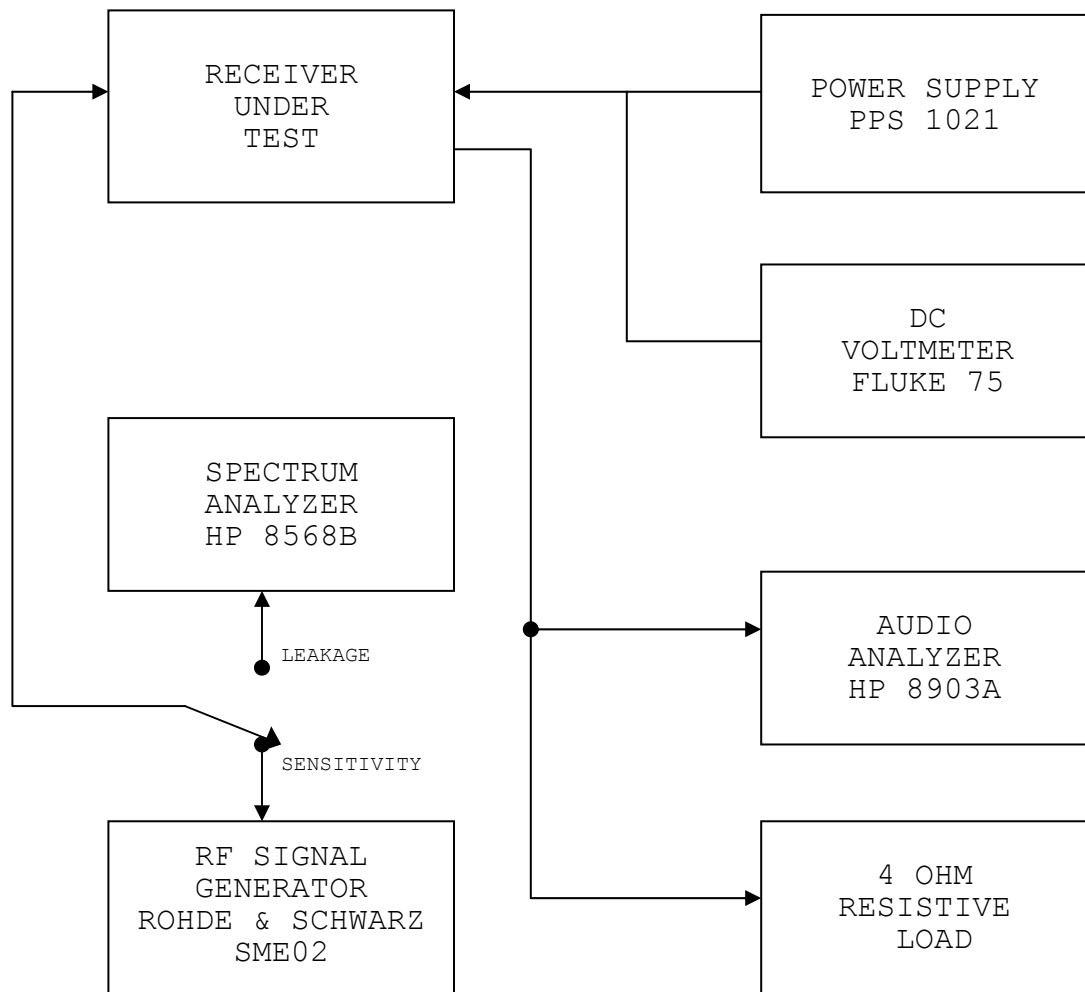 RECEIVER
UNDER
TEST
POWER SUPPLY
PPS 1021
DC
VOLTMETER
FLUKE 75
SPECTRUM
ANALYZER
HP 8568B
LEAKAGE
AUDIO
ANALYZER
HP 8903A
SENSITIVITY
RF SIGNAL
GENERATOR
ROHDE & SCHWARZ
SME02
4 OHM
RESISTIVE
LOAD